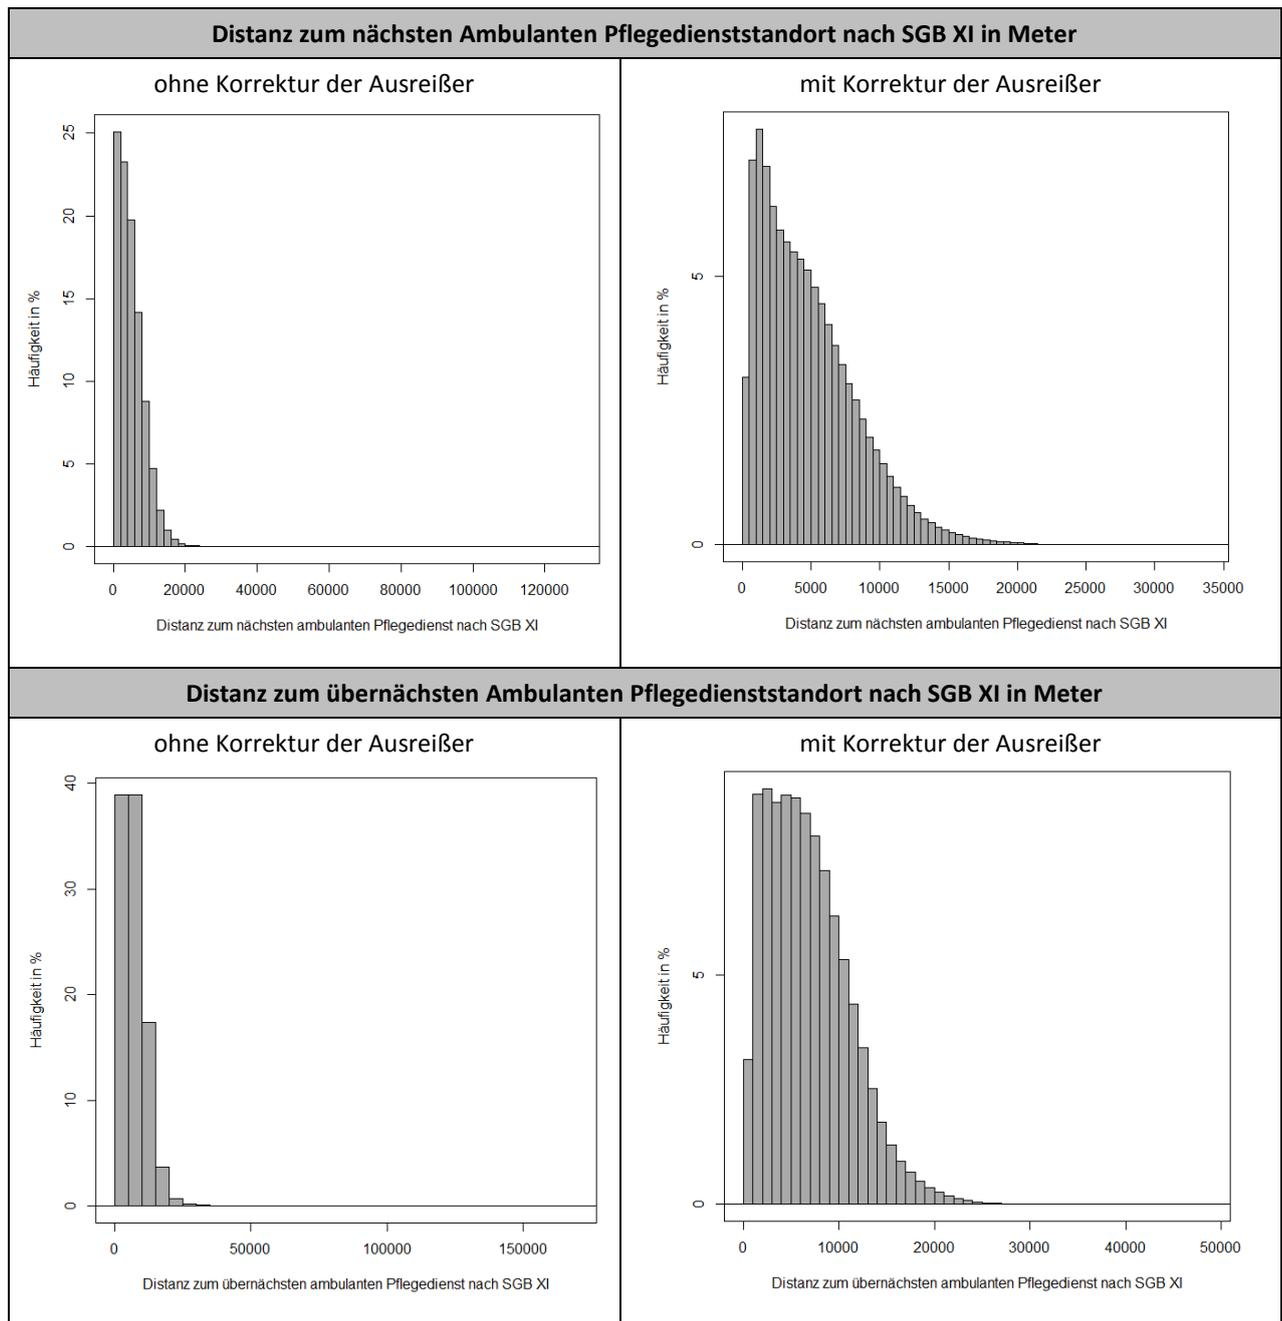 Distanz zum nächsten Ambulanten Pflegedienststandort nach SGB XI in Meter
ohne Korrektur der Ausreißer
25
20
15
10
5
0
Häufigkeit in %
0 20000 40000 60000 80000 100000 120000
Distanz zum nächsten ambulanten Pflegedienst nach SGB XI
mit Korrektur der Ausreißer
5
0
Häufigkeit in %
0 5000 10000 15000 20000 25000 30000 35000
Distanz zum nächsten ambulanten Pflegedienst nach SGB XI
Distanz zum übernächsten Ambulanten Pflegedienststandort nach SGB XI in Meter
ohne Korrektur der Ausreißer
40
30
20
10
0
Häufigkeit in %
0 50000 100000 150000
Distanz zum übernächsten ambulanten Pflegedienst nach SGB XI
mit Korrektur der Ausreißer
5
0
Häufigkeit in %
0 10000 20000 30000 40000 50000
Distanz zum übernächsten ambulanten Pflegedienst nach SGB XI